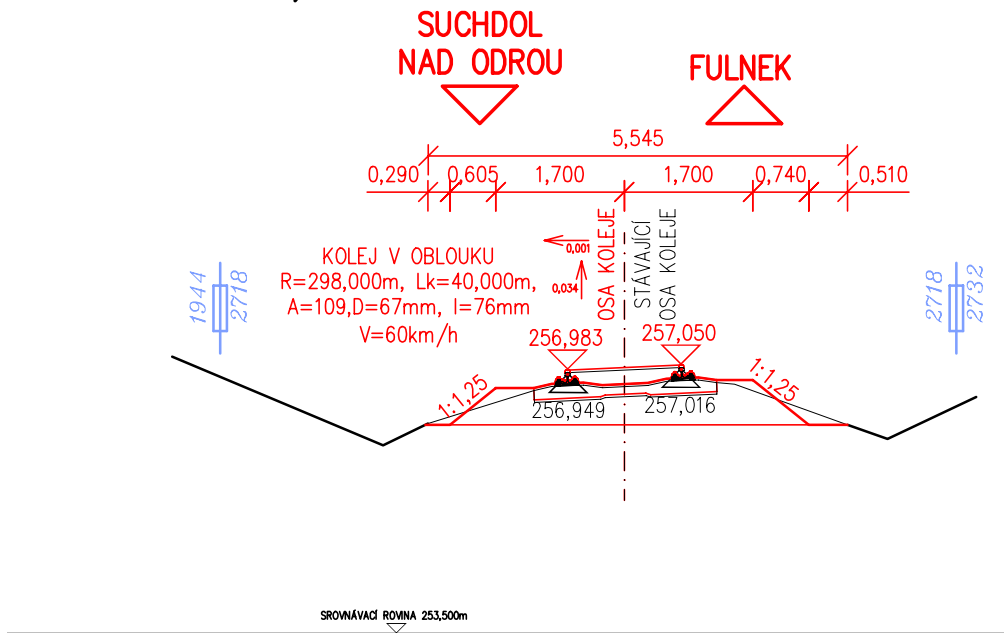 SUCHDOL
NAD ODROU
FULNEK
5,545
0,290 0,605 1,700 1,700 0,740 0,510
0,001
0,034
OSA KOLEJE
STÁVAJÍCÍ
OSA KOLEJE
KOLEJ V OBLOUKU
R=298,000m, Lk=40,000m,
A=109,D=67mm, I=76mm
V=60km/h
1944
2718
2718
2732
256,983
257,050
1:1,25
1:1,25
256,949
257,016
SROVNÁVACÍ ROVINA 253,500m